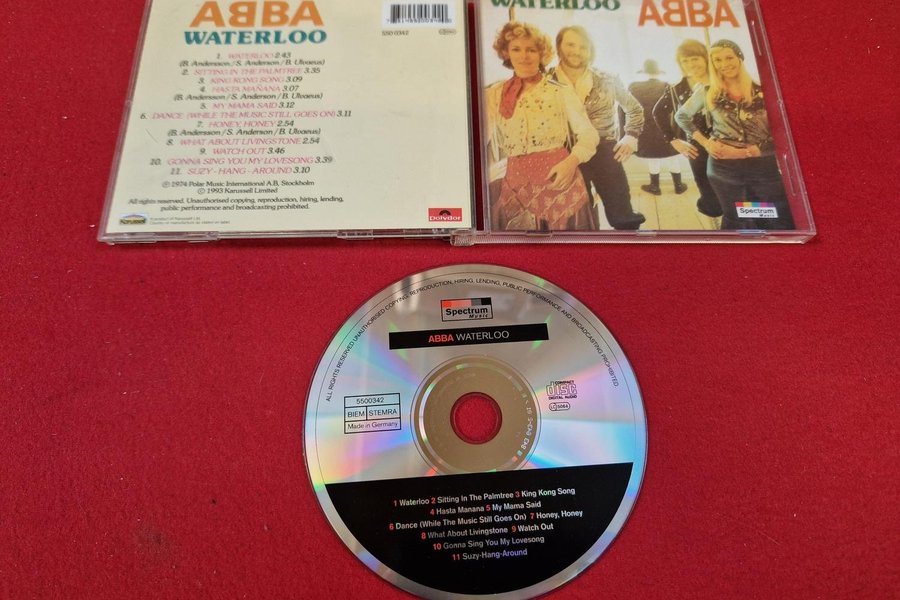 ABBA
WATERLOO
550 0342
1. WATERLOO 2.43
(B. Andersson/S. Anderson/B. Ulvaeus)
2. SITTING IN THE PALMTREE 3.35
3. KING KONG SONG 3.09
4. HASTA MAÑANA 3.07
(B. Andersson/S. Anderson/B. Ulvaeus)
5. MY MAMA SAID 3.12
6. DANCE (WHILE THE MUSIC STILL GOES ON) 3.11
7. HONEY, HONEY 2.54
(B. Andersson/S. Anderson/B. Ulvaeus)
8. WHAT ABOUT LIVINGSTONE 2.54
9. WATCH OUT 3.46
10. GONNA SING YOU MY LOVESONG 3.39
11. SUZY - HANG - AROUND 3.10
℗ 1974 Polar Music International A.B, Stockholm
© 1993 Karussell Limited
All rights reserved. Unauthorised copying, reproduction, hiring, lending,
public performance and broadcasting prohibited.
Karussell
Polydor
WATERLOO
ABBA
Spectrum
Music
ALL RIGHTS RESERVED UNAUTHORISED COPYING, REPRODUCTION, HIRING, LENDING, PUBLIC PERFORMANCE AND BROADCASTING PROHIBITED
Spectrum
Music
ABBA WATERLOO
5500342
BIEM STEMRA
Made in Germany
COMPACT
disc
DIGITAL AUDIO
LC 5064
1 Waterloo 2 Sitting In The Palmtree 3 King Kong Song
4 Hasta Manana 5 My Mama Said
6 Dance (While The Music Still Goes On) 7 Honey, Honey
8 What About Livingstone 9 Watch Out
10 Gonna Sing You My Lovesong
11 Suzy-Hang-Around